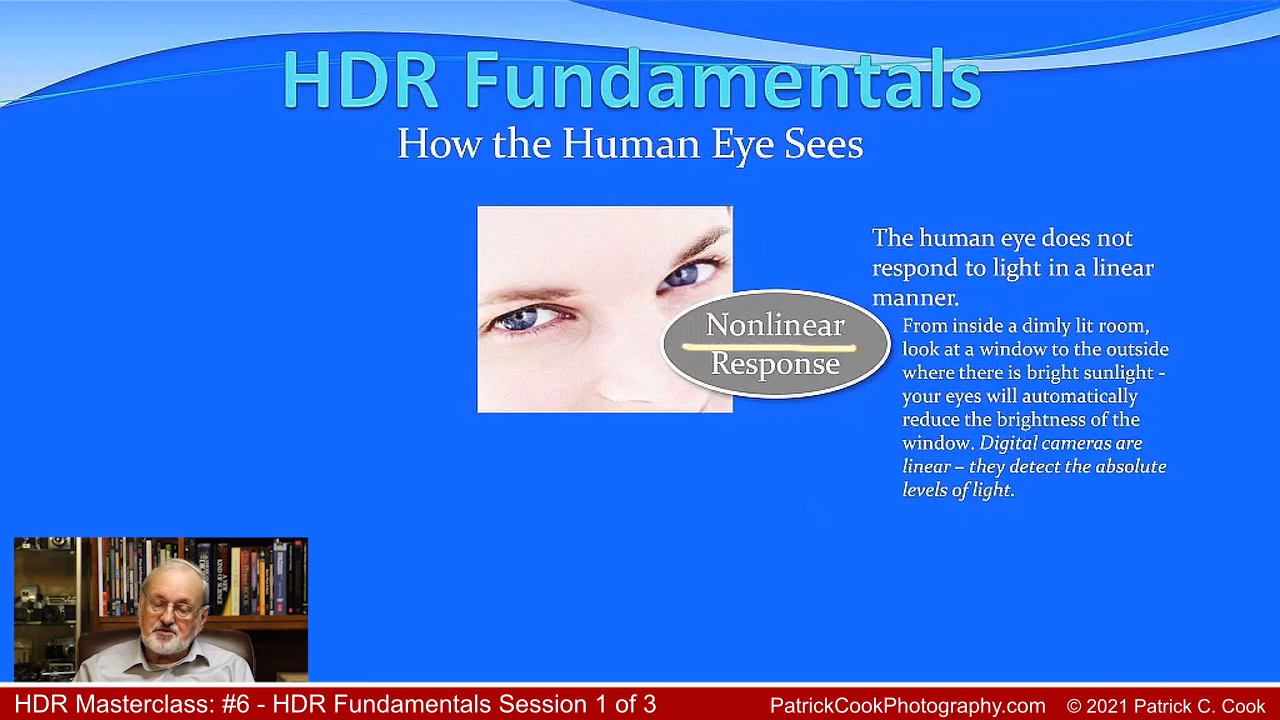 HDR Fundamentals
How the Human Eye Sees
Nonlinear
Response
The human eye does not
respond to light in a linear
manner.
From inside a dimly lit room,
look at a window to the outside
where there is bright sunlight -
your eyes will automatically
reduce the brightness of the
window. Digital cameras are
linear – they detect the absolute
levels of light.
HDR Masterclass: #6 - HDR Fundamentals Session 1 of 3
PatrickCookPhotography.com © 2021 Patrick C. Cook